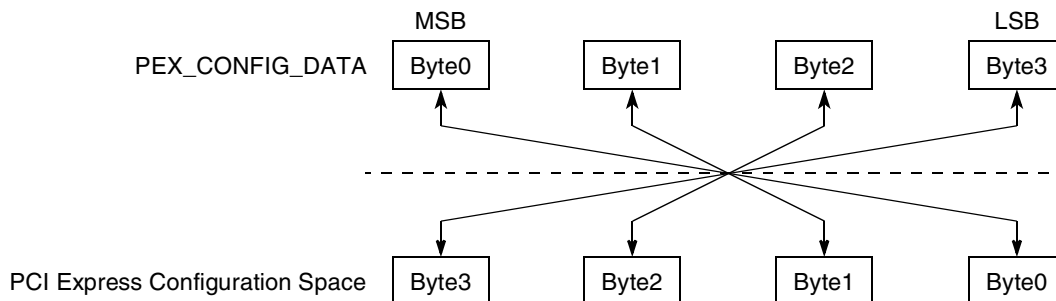 MSB LSB
PEX_CONFIG_DATA Byte0 Byte1 Byte2 Byte3
PCI Express Configuration Space Byte3 Byte2 Byte1 Byte0